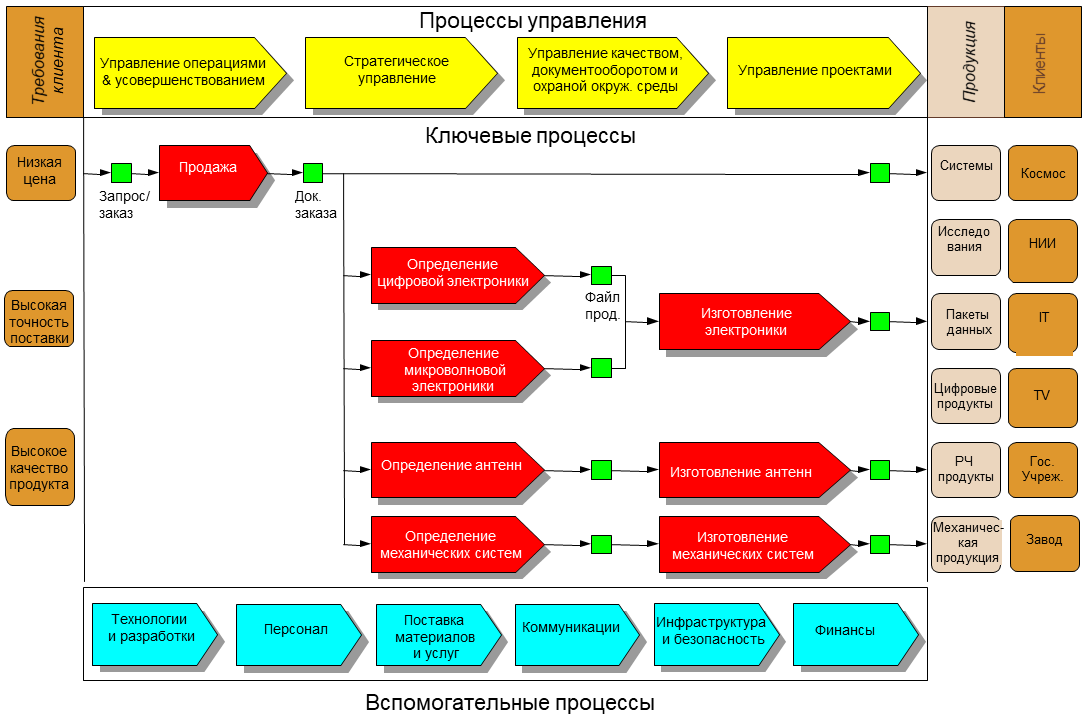 Требования
клиента
Процессы управления
Продукция
Клиенты
Управление операциями
& усовершенствованием
Стратегическое
управление
Управление качеством,
документооборотом и
охраной окруж. среды
Управление проектами
Ключевые процессы
Низкая
цена
Запрос/
заказ
Продажа
Док.
заказа
Системы
Космос
Исследо
вания
НИИ
Определение
цифровой электроники
Файл
прод.
Высокая
точность
поставки
Изготовление
электроники
Пакеты
данных
IT
Определение
микроволновой
электроники
Цифровые
продукты
TV
Высокое
качество
продукта
Определение антенн
Изготовление антенн
РЧ
продукты
Гос.
Учреж.
Определение
механических систем
Изготовление
механических систем
Механичес-
кая
продукция
Завод
Технологии
и разработки
Персонал
Поставка
материалов
и услуг
Коммуникации
Инфраструктура
и безопасность
Финансы
Вспомогательные процессы